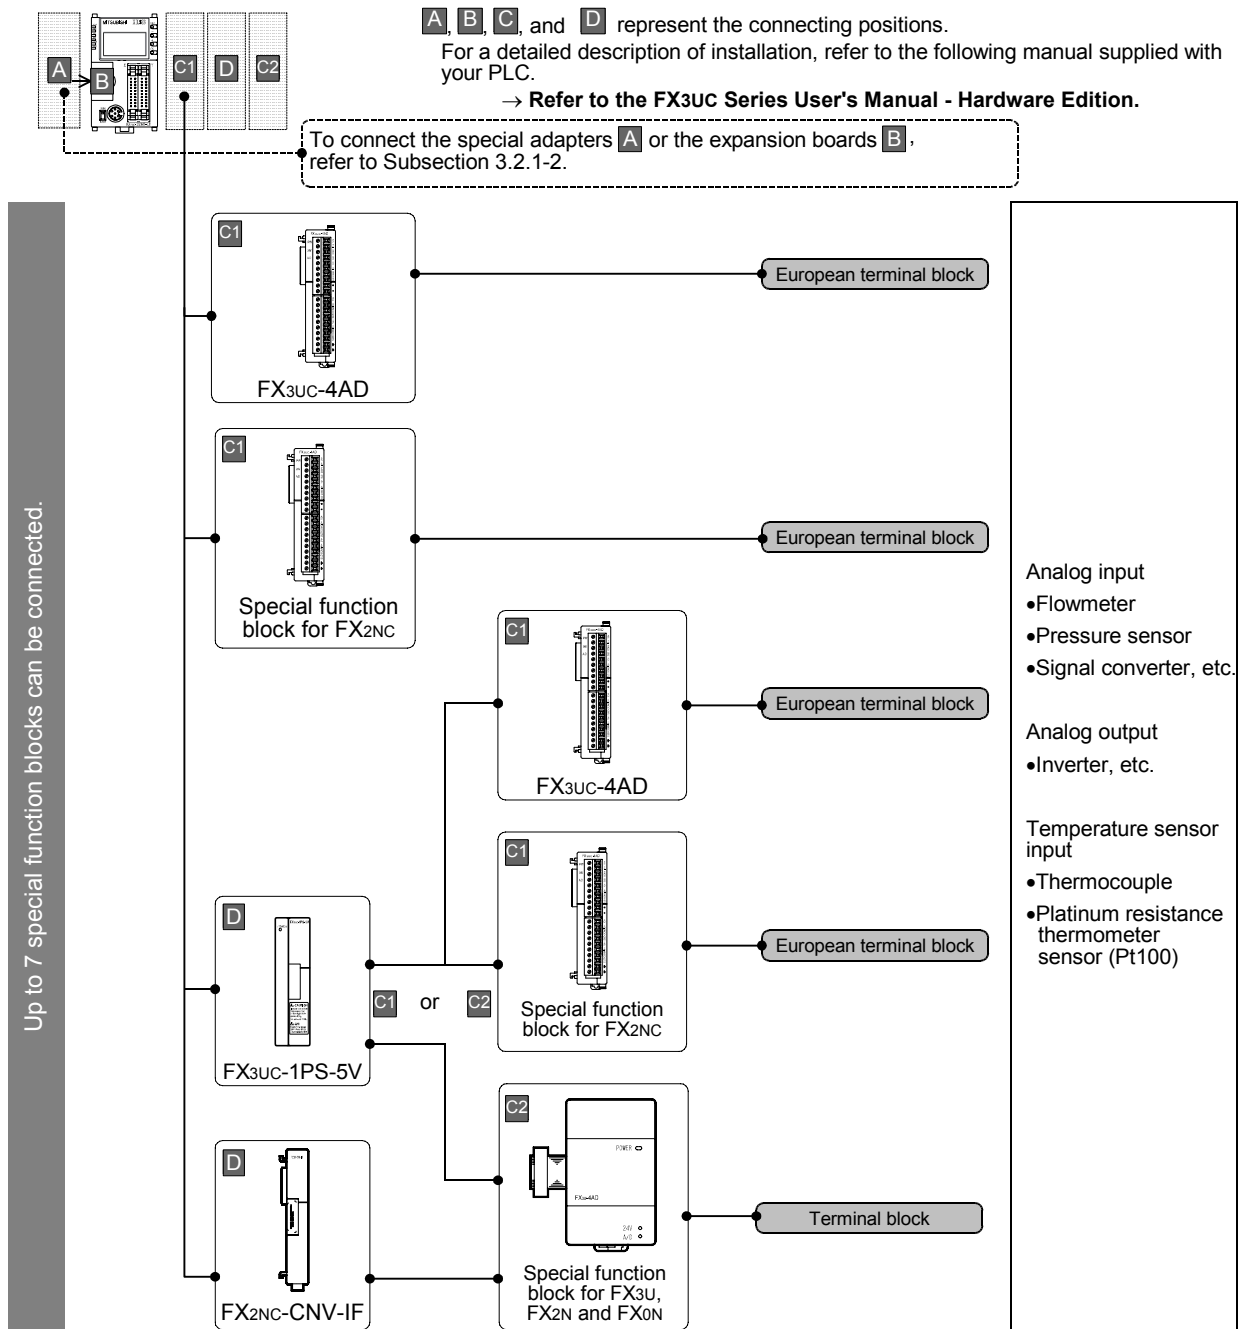 MITSUBISHI
A
B
C1
D
C2
A, B, C, and D represent the connecting positions.
For a detailed description of installation, refer to the following manual supplied with
your PLC.
→ Refer to the FX3UC Series User's Manual - Hardware Edition.
To connect the special adapters A or the expansion boards B,
refer to Subsection 3.2.1-2.
Up to 7 special function blocks can be connected.
C1
FX3UC-4AD
European terminal block
C1
Special function
block for FX2NC
European terminal block
C1
FX3UC-4AD
European terminal block
C1
Special function
block for FX2NC
European terminal block
D
FX3UC-1PS-5V
C1 or C2
C2
POWER
FX3U-4AD
24V
A/D
Special function
block for FX3U,
FX2N and FX0N
Terminal block
D
FX2NC-CNV-IF
Analog input
•Flowmeter
•Pressure sensor
•Signal converter, etc.
Analog output
•Inverter, etc.
Temperature sensor
input
•Thermocouple
•Platinum resistance
thermometer
sensor (Pt100)